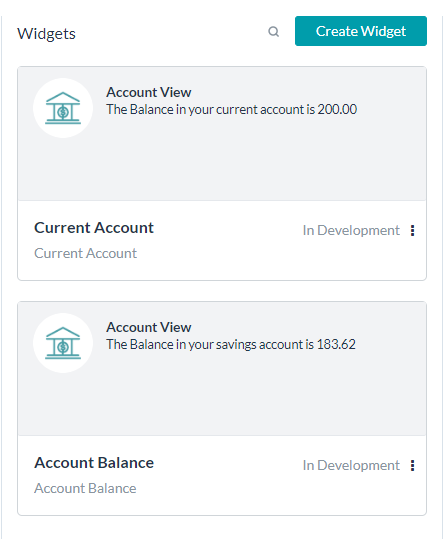 Widgets
Create Widget
Account View
The Balance in your current account is 200.00
Current Account
In Development
Current Account
Account View
The Balance in your savings account is 183.62
Account Balance
In Development
Account Balance